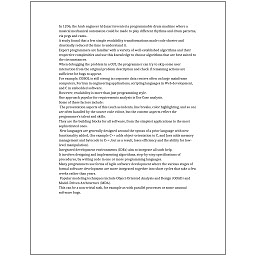 In 1206, the Arab engineer Al-Jazari invented a programmable drum machine where a
musical mechanical automaton could be made to play different rhythms and drum patterns,
via pegs and cams.
A study found that a few simple readability transformations made code shorter and
drastically reduced the time to understand it.
Expert programmers are familiar with a variety of well-established algorithms and their
respective complexities and use this knowledge to choose algorithms that are best suited to
the circumstances.
When debugging the problem in a GUI, the programmer can try to skip some user
interaction from the original problem description and check if remaining actions are
sufficient for bugs to appear.
For example, COBOL is still strong in corporate data centers often on large mainframe
computers, Fortran in engineering applications, scripting languages in Web development,
and C in embedded software.
However, readability is more than just programming style.
One approach popular for requirements analysis is Use Case analysis.
Some of these factors include:
The presentation aspects of this (such as indents, line breaks, color highlighting, and so on)
are often handled by the source code editor, but the content aspects reflect the
programmer's talent and skills.
They are the building blocks for all software, from the simplest applications to the most
sophisticated ones.
New languages are generally designed around the syntax of a prior language with new
functionality added, (for example C++ adds object-orientation to C, and Java adds memory
management and bytecode to C++, but as a result, loses efficiency and the ability for low-
level manipulation).
Integrated development environments (IDEs) aim to integrate all such help.
It involves designing and implementing algorithms, step-by-step specifications of
procedures, by writing code in one or more programming languages.
Many programmers use forms of Agile software development where the various stages of
formal software development are more integrated together into short cycles that take a few
weeks rather than years.
Popular modeling techniques include Object-Oriented Analysis and Design (OOAD) and
Model-Driven Architecture (MDA).
This can be a non-trivial task, for example as with parallel processes or some unusual
software bugs.